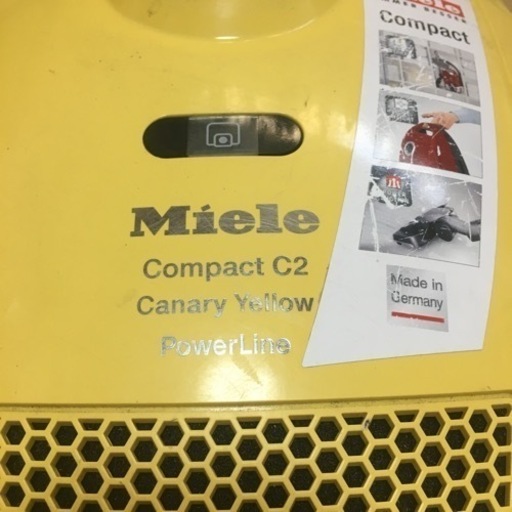 Miele
Compact C2
Canary Yellow
PowerLine
Compact
Made in
Germany